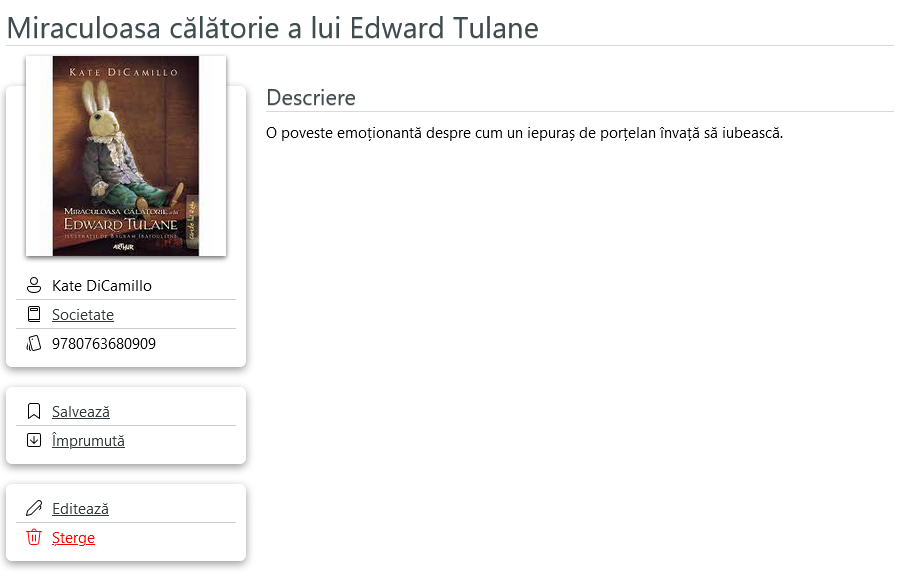 Miraculoasa călătorie a lui Edward Tulane
KATE DICAMILLO
MIRACULOASA CĂLĂTORIE a lui
EDWARD TULANE
ILUSTRAȚII DE BAGRAM IBATOULLINE
ARTHUR
Kate DiCamillo
Societate
9780763680909
Salvează
Împrumută
Editează
Șterge
Descriere
O poveste emoționantă despre cum un iepuraș de porțelan învață să iubească.